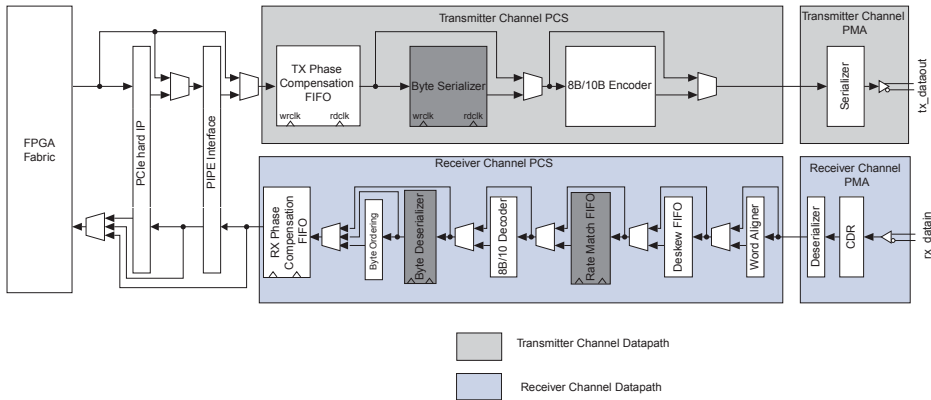 Transmitter Channel PCS
Transmitter Channel
PMA
FPGA
Fabric
PCIe hard IP
PIPE Interface
TX Phase
Compensation
FIFO
wrclk
rdclk
Byte Serializer
wrclk
rdclk
8B/10B Encoder
Serializer
tx_dataout
Receiver Channel PCS
Receiver Channel
PMA
RX Phase
Compensation
FIFO
Byte Ordering
Byte Deserializer
8B/10B Decoder
Rate Match FIFO
Deskew FIFO
Word Aligner
Deserializer
CDR
rx_datain
Transmitter Channel Datapath
Receiver Channel Datapath